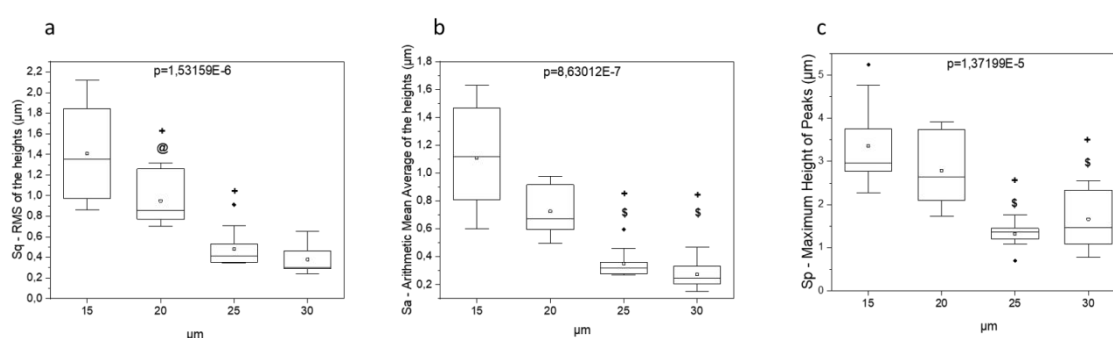 a
p=1,53159E-6
Sq - RMS of the heights (µm)
2,2
2,0
1,8
1,6
1,4
1,2
1,0
0,8
0,6
0,4
0,2
0,0
+
@
+
15 20 25 30
µm
b
p=8,63012E-7
Sa - Arithmetic Mean Average of the heights (µm)
1,8
1,6
1,4
1,2
1,0
0,8
0,6
0,4
0,2
+ +
$ $
15 20 25 30
µm
c
p=1,37199E-5
Sp - Maximum Height of Peaks (µm)
5
4
3
2
1
0
+
$
+
$
15 20 25 30
µm